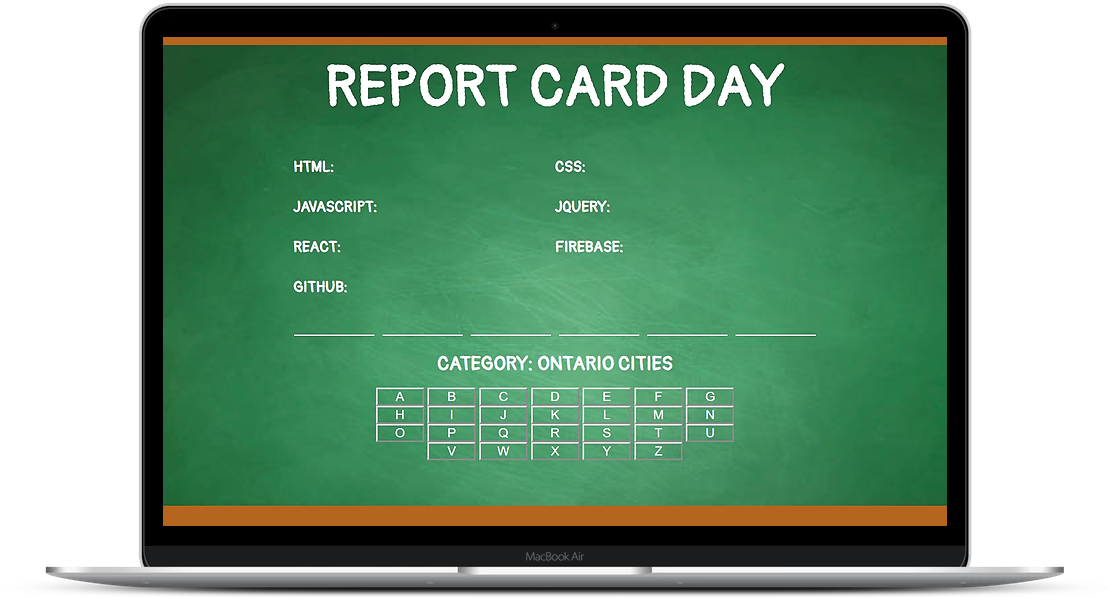 REPORT CARD DAY
HTML: CSS:
JAVASCRIPT: JQUERY:
REACT: FIREBASE:
GITHUB:
CATEGORY: ONTARIO CITIES
A B C D E F G
H I J K L M N
O P Q R S T U
V W X Y Z
MacBook Air